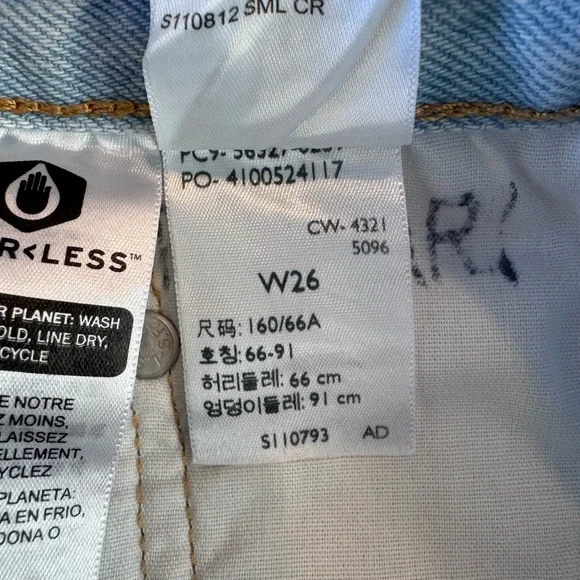 S110812 SML CR
PO- 4100524117
CW- 4321
5096
W26
尺码: 160/66A
호칭: 66-91
허리둘레: 66 cm
엉덩이둘레: 91 cm
S110793 AD
R<LESS™
PLANET: WASH
OLD, LINE DRY,
CYCLE
E NOTRE
Z MOINS,
LAISSEZ
ELLEMENT,
YCLEZ
PLANETA:
A EN FRIO,
DONA O